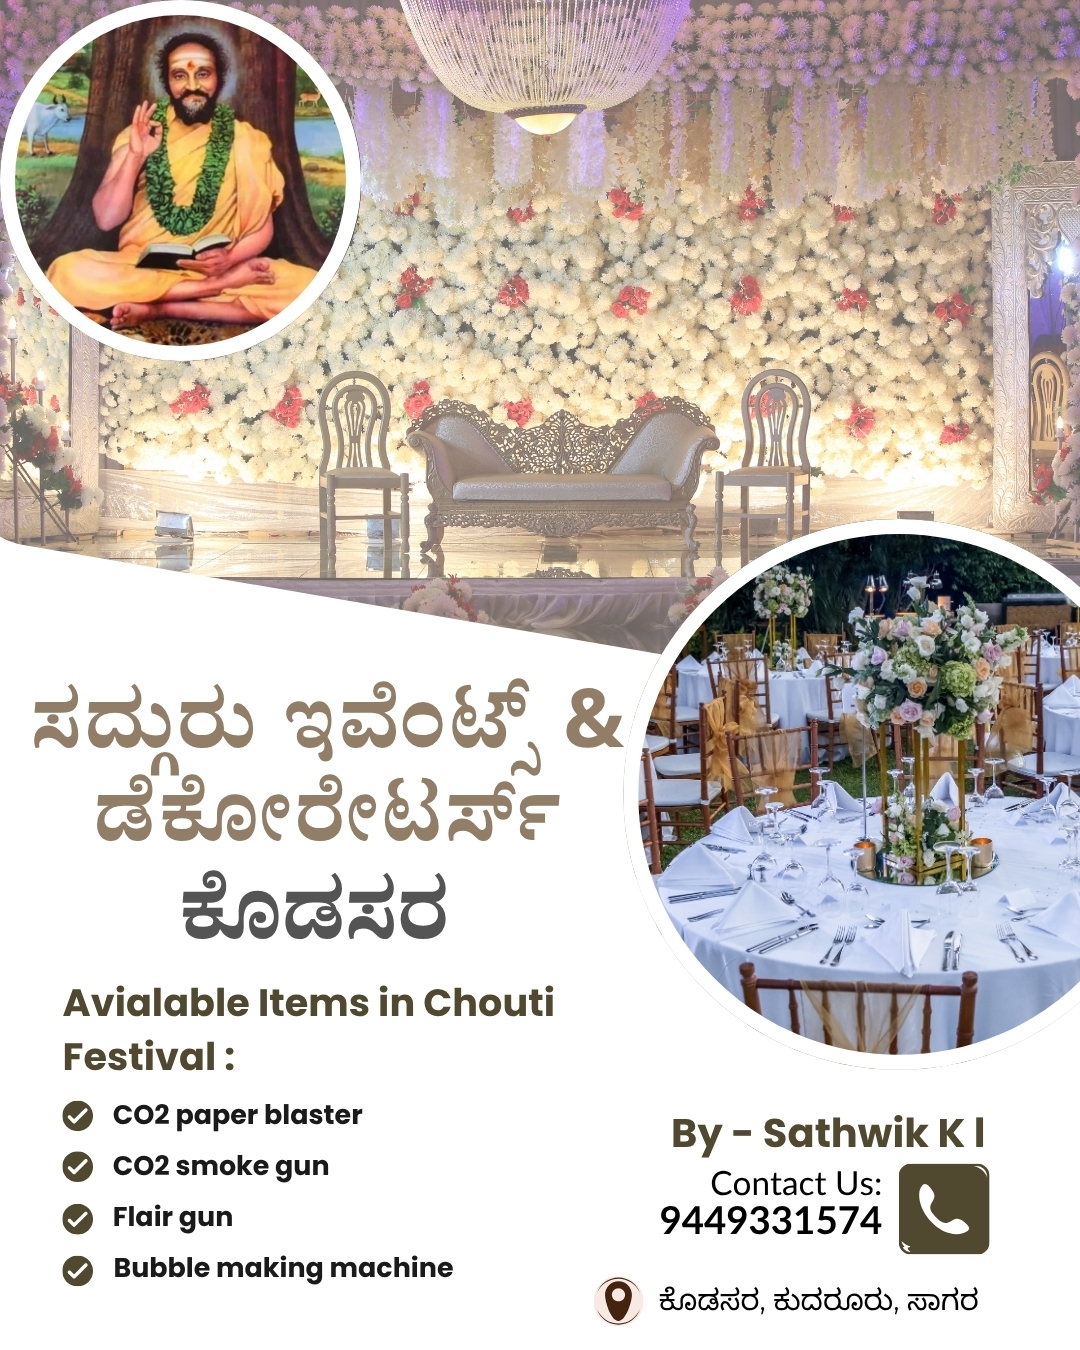 ಸದ್ಗುರು ಇವೆಂಟ್ಸ್ &
ಡೆಕೋರೇಟರ್ಸ್
ಕೊಡಸರ
Avialable Items in Chouti
Festival :
CO2 paper blaster
CO2 smoke gun
Flair gun
Bubble making machine
By - Sathwik K l
Contact Us:
9449331574
ಕೊಡಸರ, ಕುದರೂರು, ಸಾಗರ